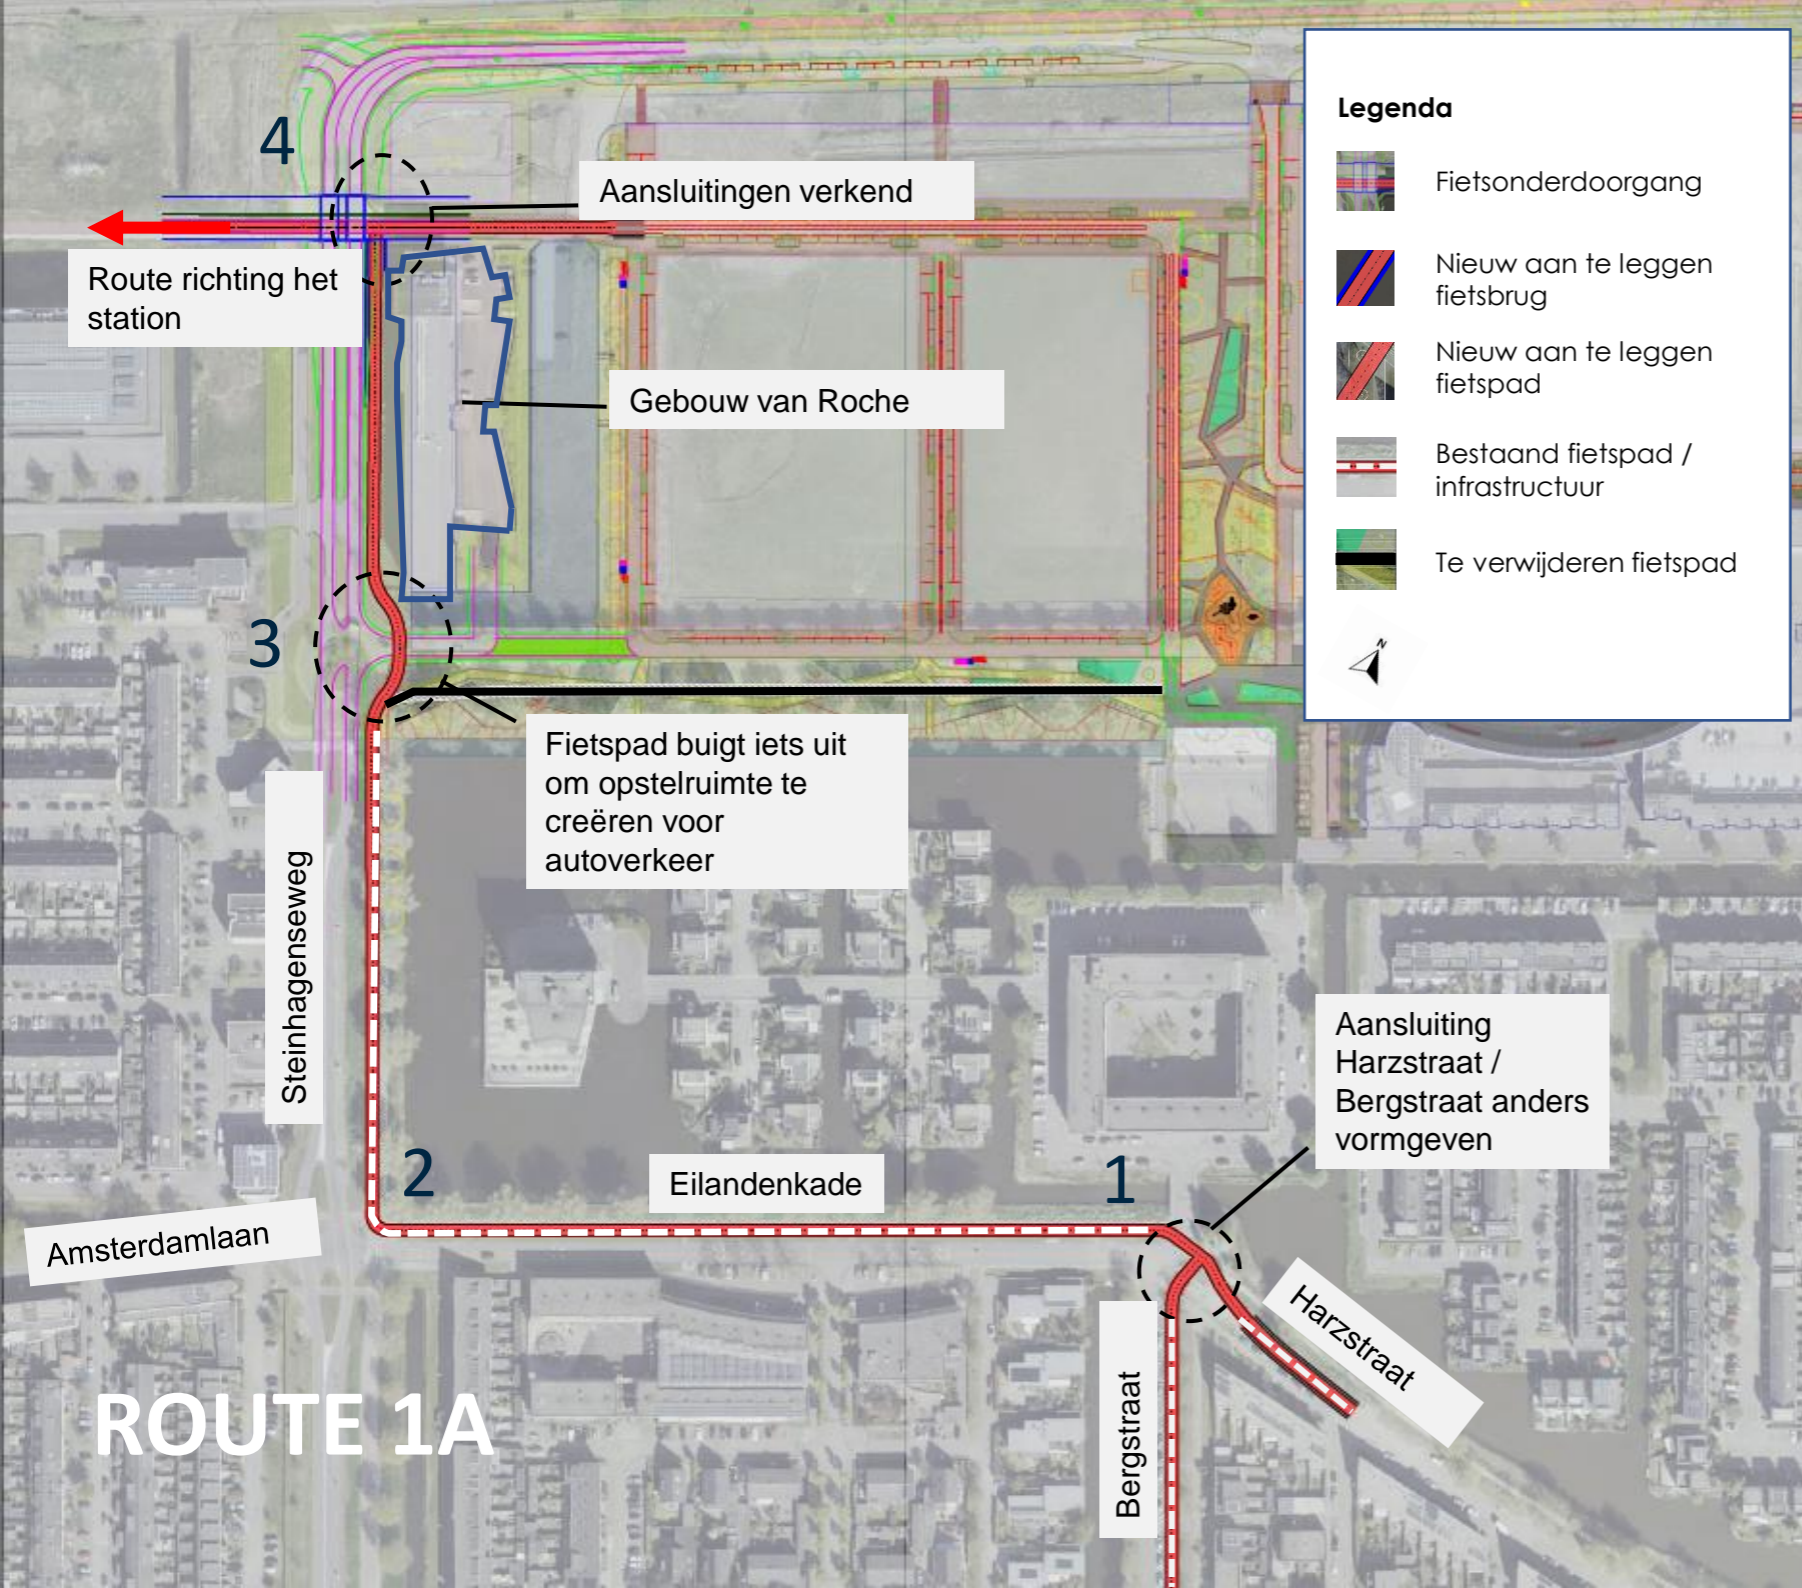 4
Aansluitingen verkend
Route richting het
station
Gebouw van Roche
Legenda
Fietsonderdoorgang
Nieuw aan te leggen
fietsbrug
Nieuw aan te leggen
fietspad
Bestaand fietspad /
infrastructuur
Te verwijderen fietspad
N
3
Fietspad buigt iets uit
om opstelruimte te
creëren voor
autoverkeer
Steinhagenseweg
Aansluiting
Harzstraat /
Bergstraat anders
vormgeven
2
Eilandenkade
1
Amsterdamlaan
Harzstraat
Bergstraat
ROUTE 1A